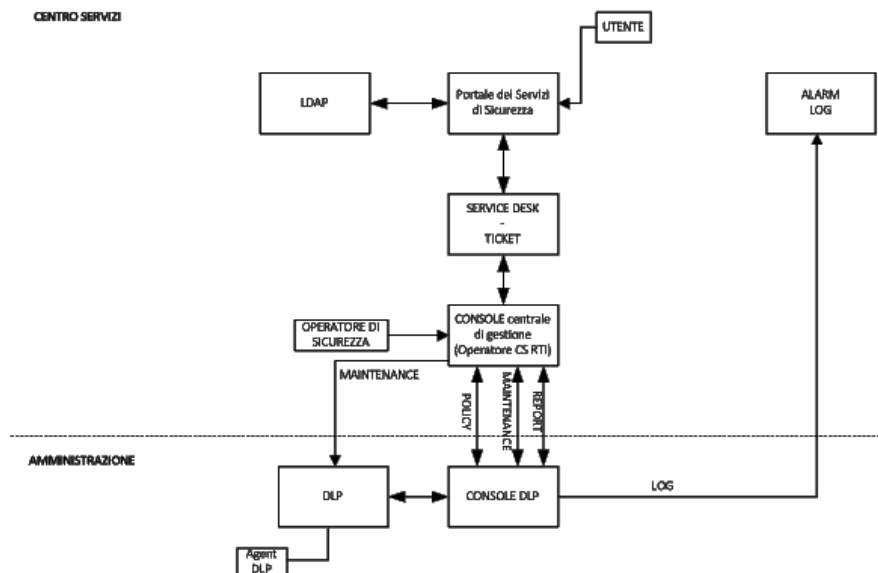 CENTRO SERVIZI
UTENTE
LDAP
Portale dei Servizi
di Sicurezza
ALARM
LOG
SERVICE DESK
-
TICKET
OPERATORE DI
SICUREZZA
CONSOLE centrale
di gestione
(Operatore CS RTI)
MAINTENANCE
POLICY
MAINTENANCE
REPORT
AMMINISTRAZIONE
DLP
CONSOLE DLP
LOG
Agent
DLP